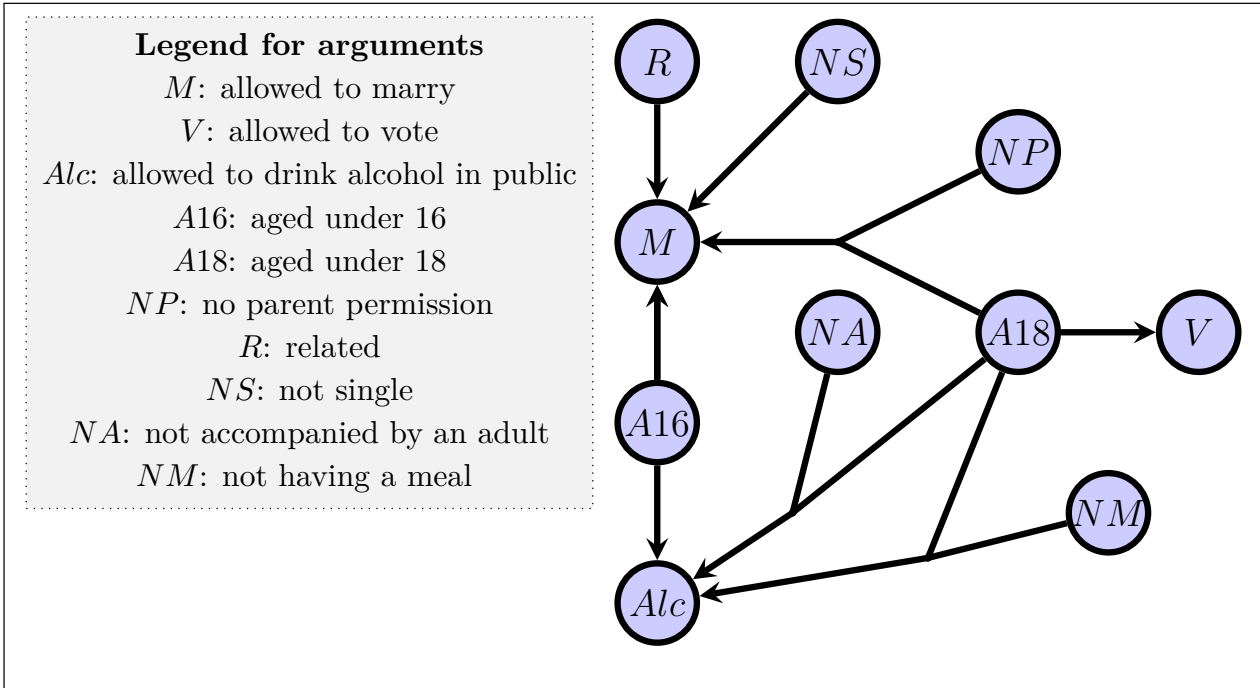 Legend for arguments
M: allowed to marry
V: allowed to vote
Alc: allowed to drink alcohol in public
A16: aged under 16
A18: aged under 18
NP: no parent permission
R: related
NS: not single
NA: not accompanied by an adult
NM: not having a meal
R
NS
NP
M
NA
A18
V
A16
NM
Alc